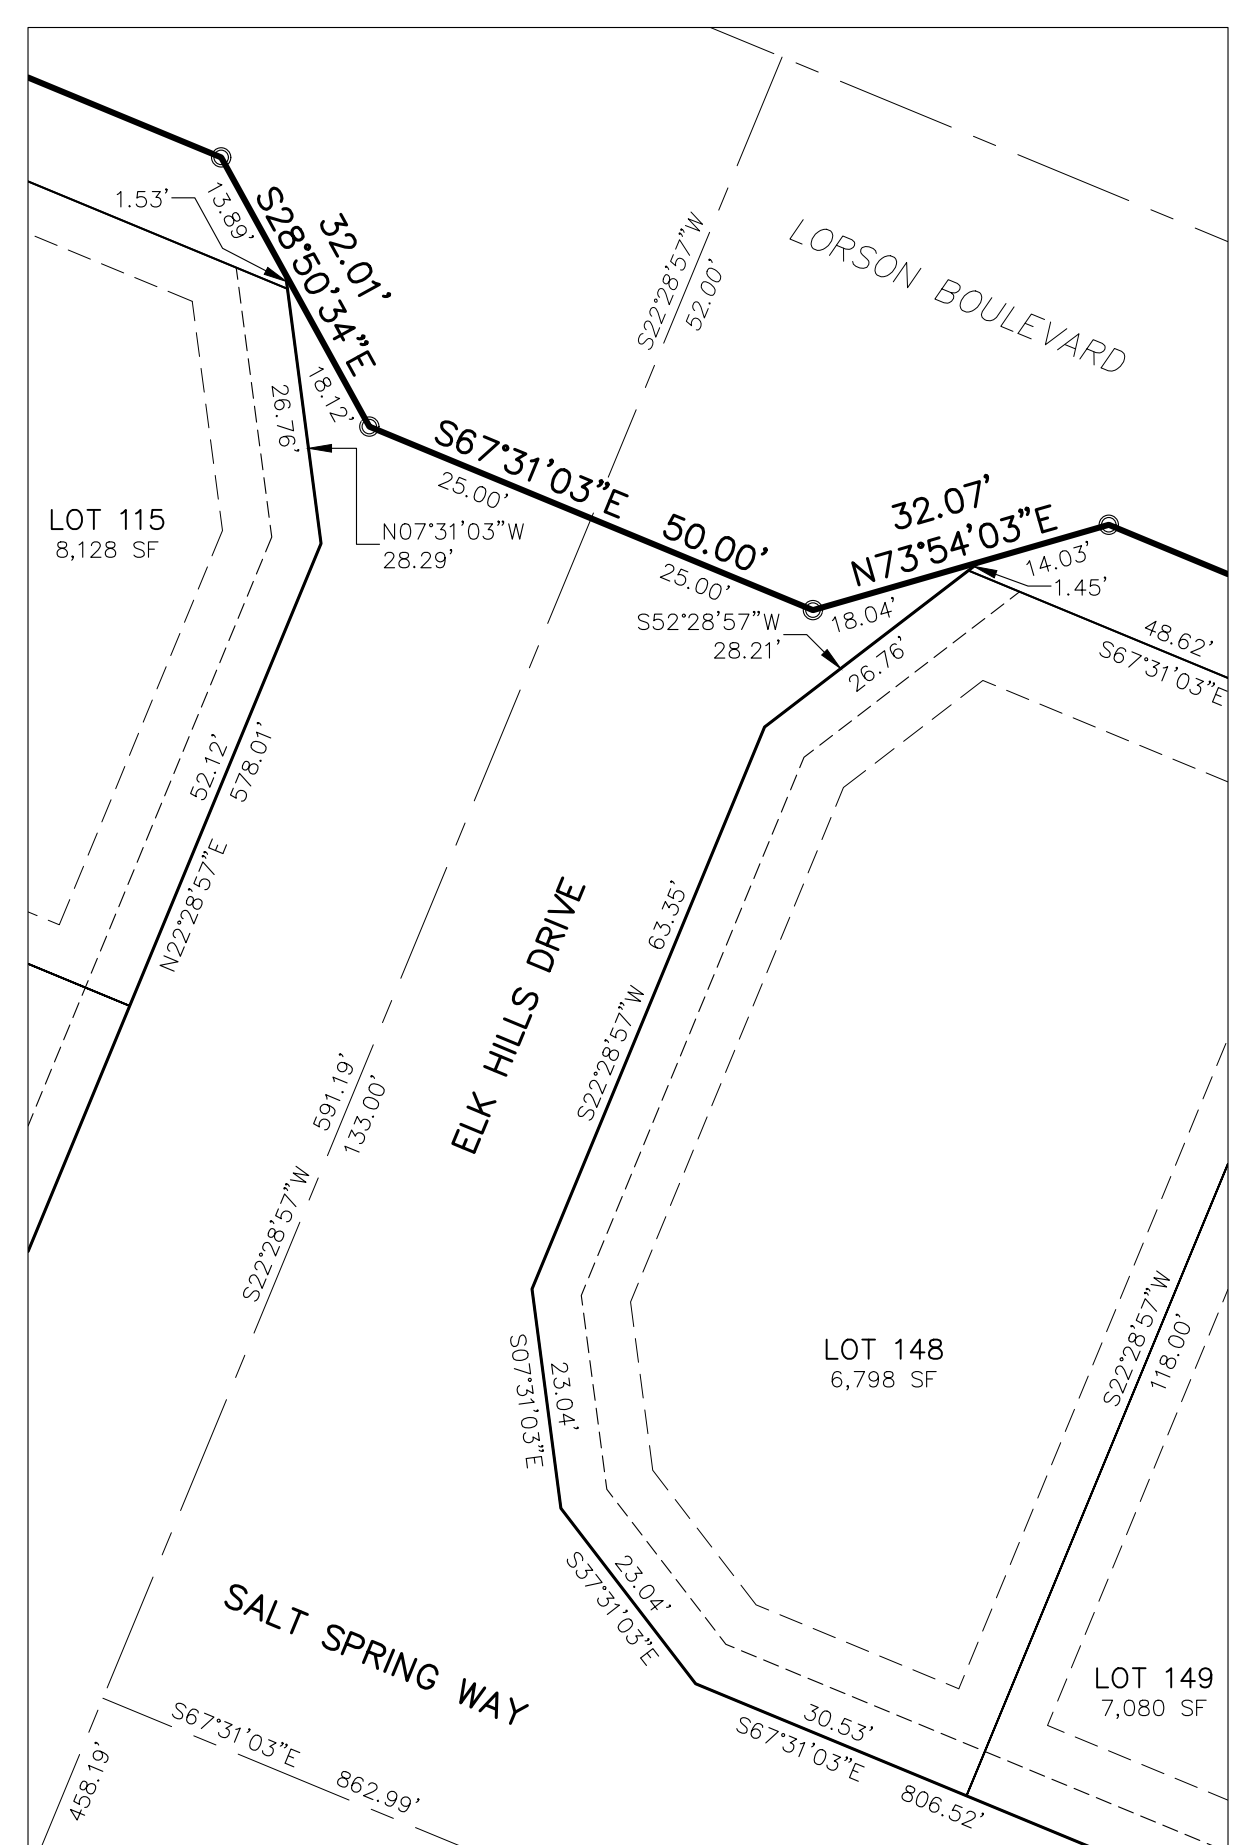 1.53’
13.89’
32.01’
S28°50’34”E
18.12’
26.76’
N07°31’03”W
28.29’
S22°28’57”W
52.00’
LORSON BOULEVARD
S67°31’03”E
50.00’
25.00’
25.00’
32.07’
N73°54’03”E
14.03’
1.45’
18.04’
S52°28’57”W
28.21’
26.76’
48.62’
S67°31’03”E
LOT 115
8,128 SF
52.12’
578.01’
N22°28’57”E
63.35’
S22°28’57”W
ELK HILLS DRIVE
591.19’
133.00’
S22°28’57”W
LOT 148
6,798 SF
S22°28’57”W
118.00’
23.04’
S07°31’03”E
23.04’
S37°31’03”E
SALT SPRING WAY
LOT 149
7,080 SF
S67°31’03”E
862.99’
458.19’
30.53’
S67°31’03”E
806.52’